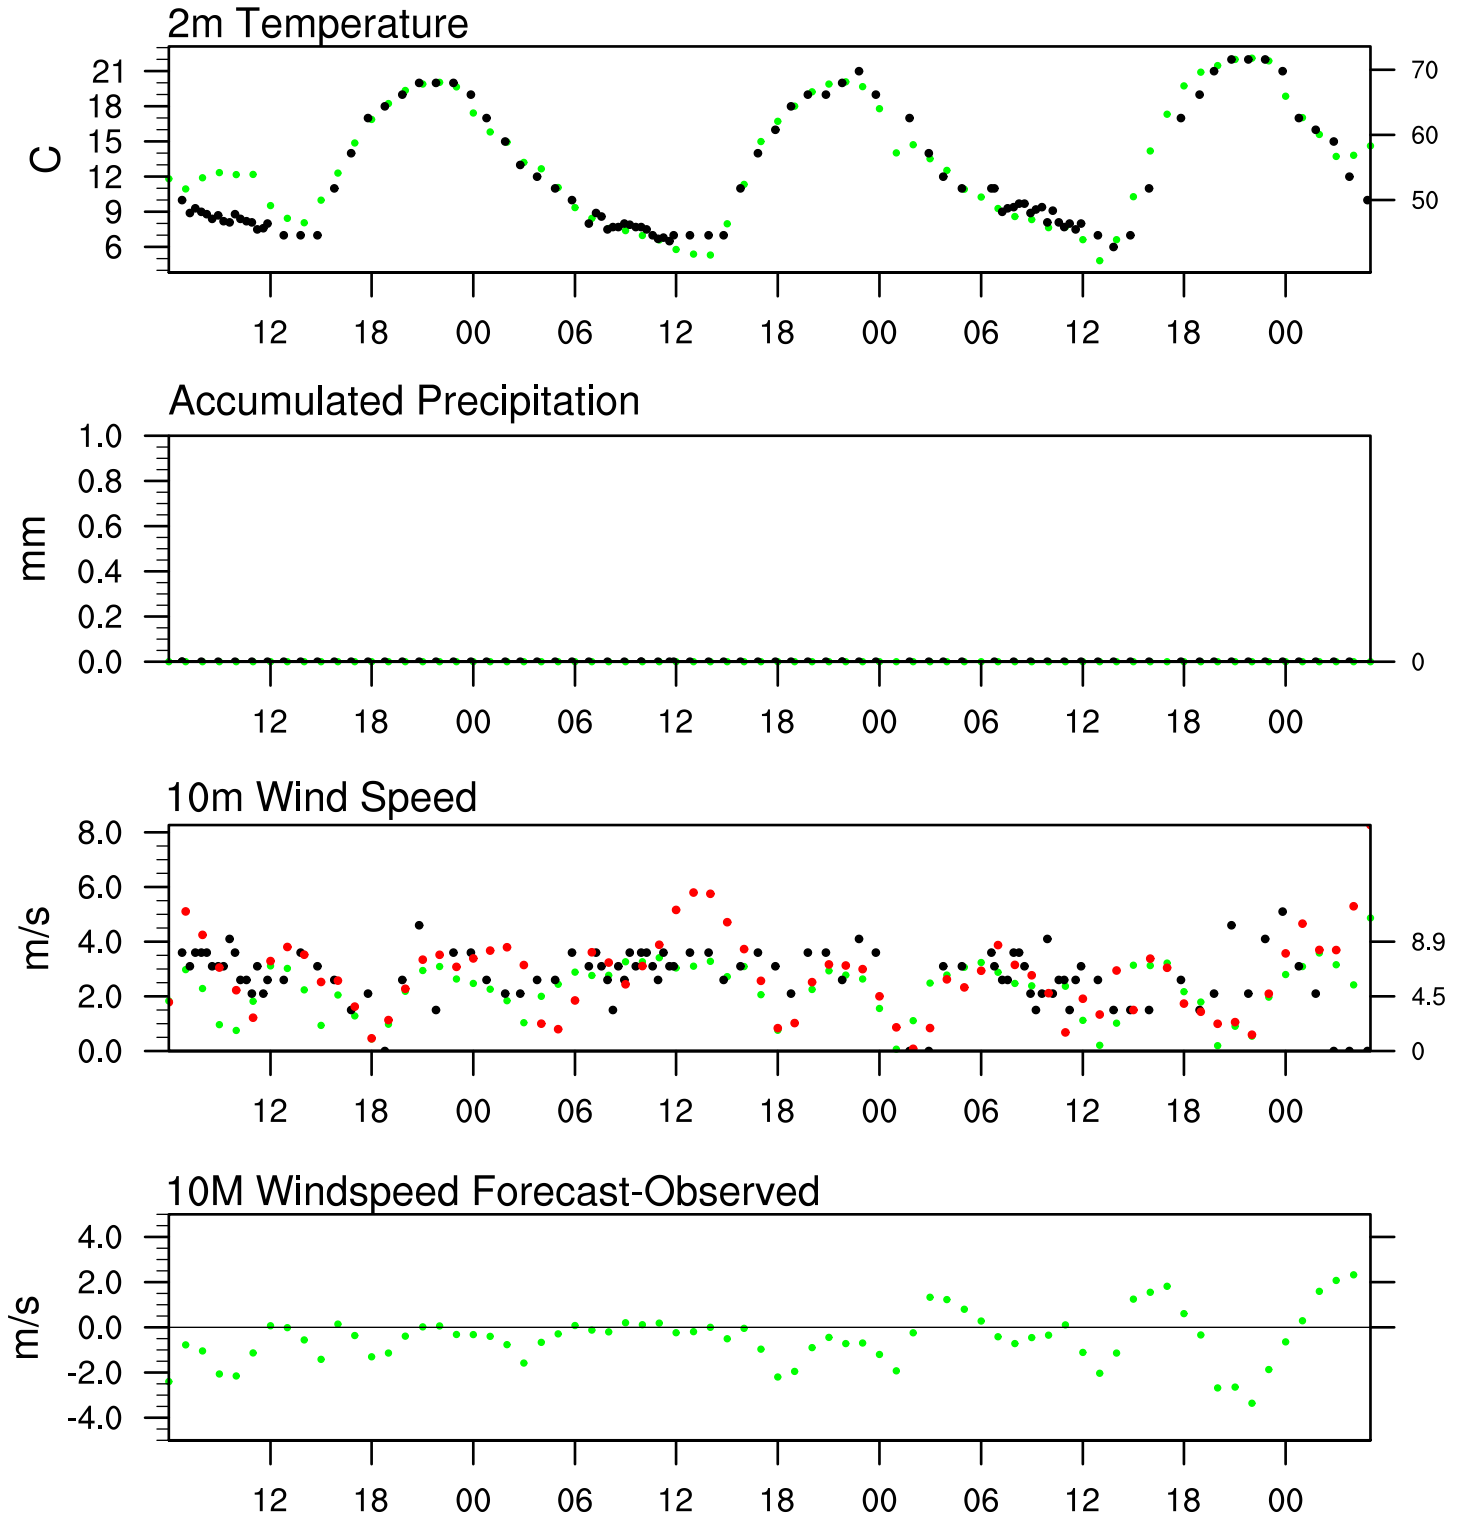 2m Temperature
C
21
18
15
12
9
6
70
60
50
12 18 00 06 12 18 00 06 12 18 00
Accumulated Precipitation
mm
1.0
0.8
0.6
0.4
0.2
0.0
0
12 18 00 06 12 18 00 06 12 18 00
10m Wind Speed
m/s
8.0
6.0
4.0
2.0
0.0
8.9
4.5
0
12 18 00 06 12 18 00 06 12 18 00
10M Windspeed Forecast-Observed
m/s
4.0
2.0
0.0
-2.0
-4.0
12 18 00 06 12 18 00 06 12 18 00